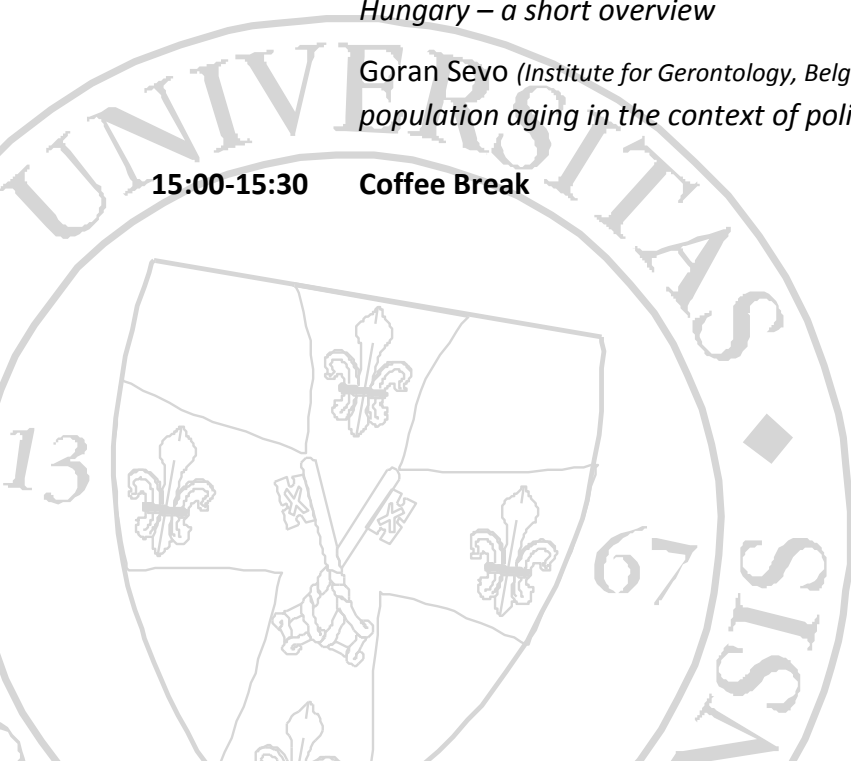 Hungary – a short overview
Goran Sevo (Institute for Gerontology, Belg
population aging in the context of poli
15:00-15:30 Coffee Break
UNIVERSITAS
13
67
NSIS